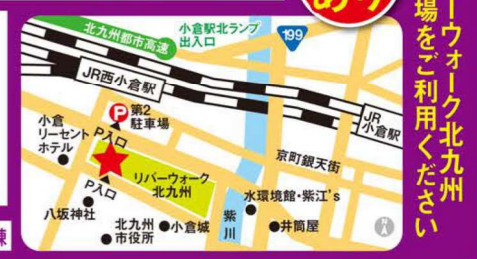 あり
ーウォーク北九州
場をご利用ください
北九州都市高速
小倉駅北ランプ
出入口
199
JR西小倉駅
JR
小倉駅
P
第2
駐車場
P入口
小倉
リーセント
ホテル
京町銀天街
リバーウォーク
北九州
P入口
水環境館・紫江's
八坂神社
北九州
市役所
小倉城
紫川
井筒屋
N